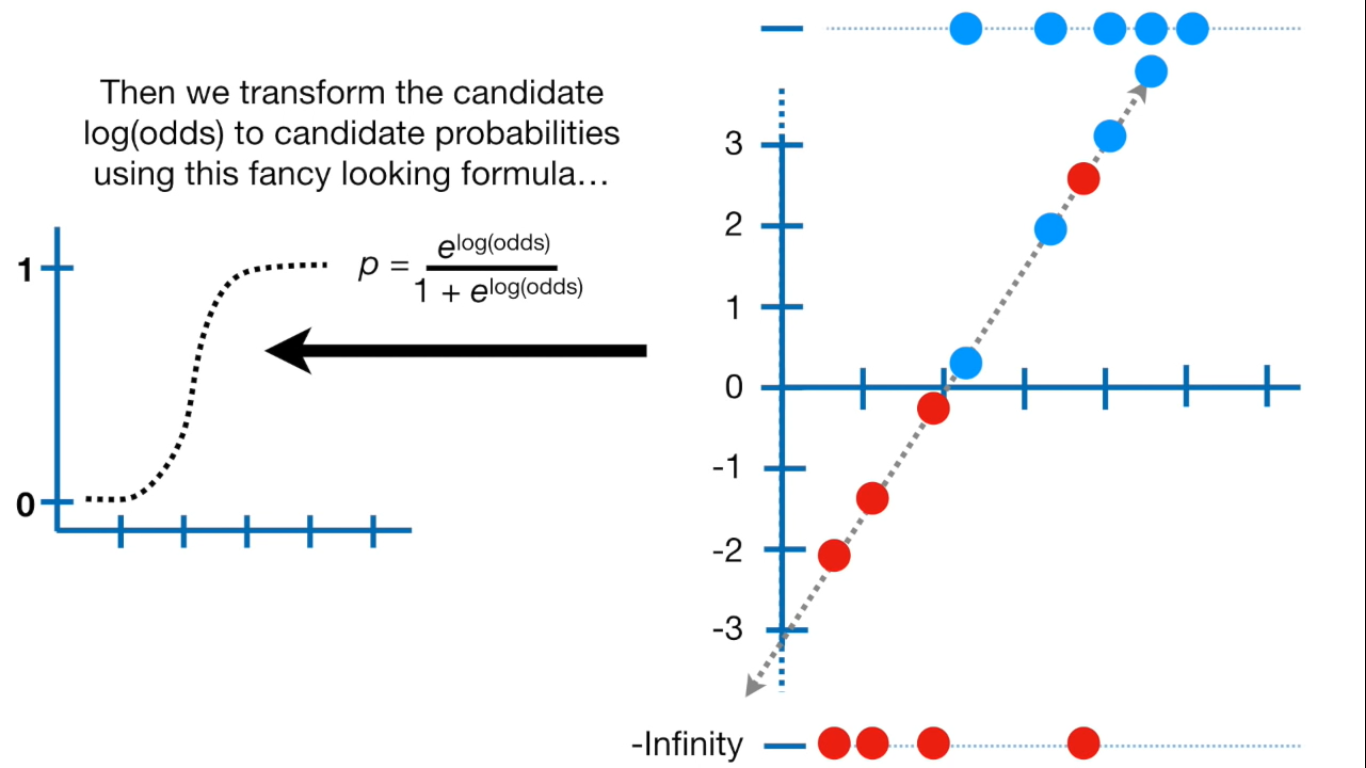 Then we transform the candidate
log(odds) to candidate probabilities
using this fancy looking formula…
1
0
p = e^log(odds) / 1 + e^log(odds)
3
2
1
0
-1
-2
-3
-Infinity